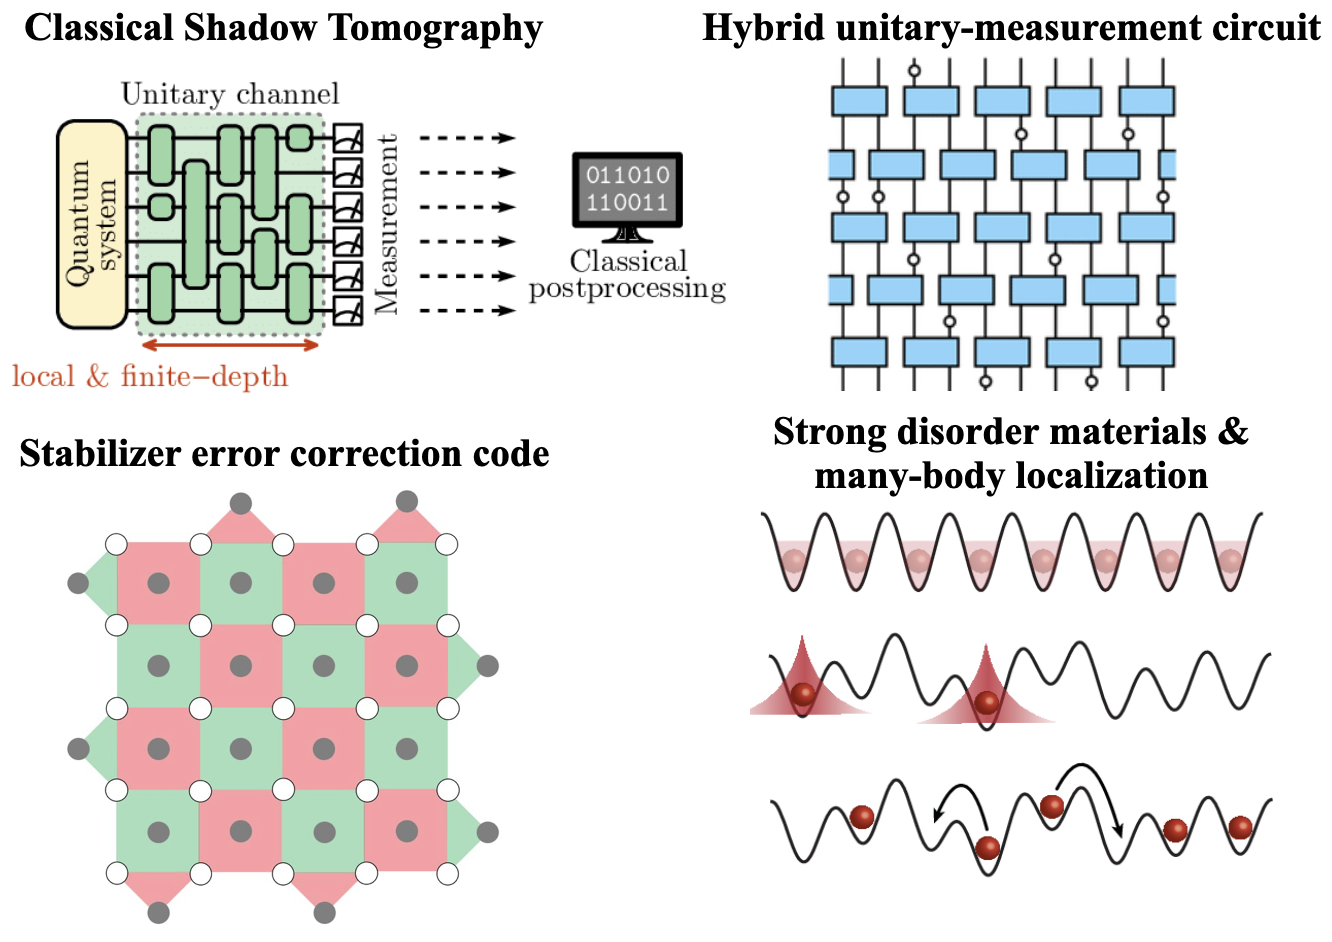 Classical Shadow Tomography
Unitary channel
Quantum
system
Measurement
011010
110011
Classical
postprocessing
local & finite-depth
Hybrid unitary-measurement circuit
Stabilizer error correction code
Strong disorder materials &
many-body localization